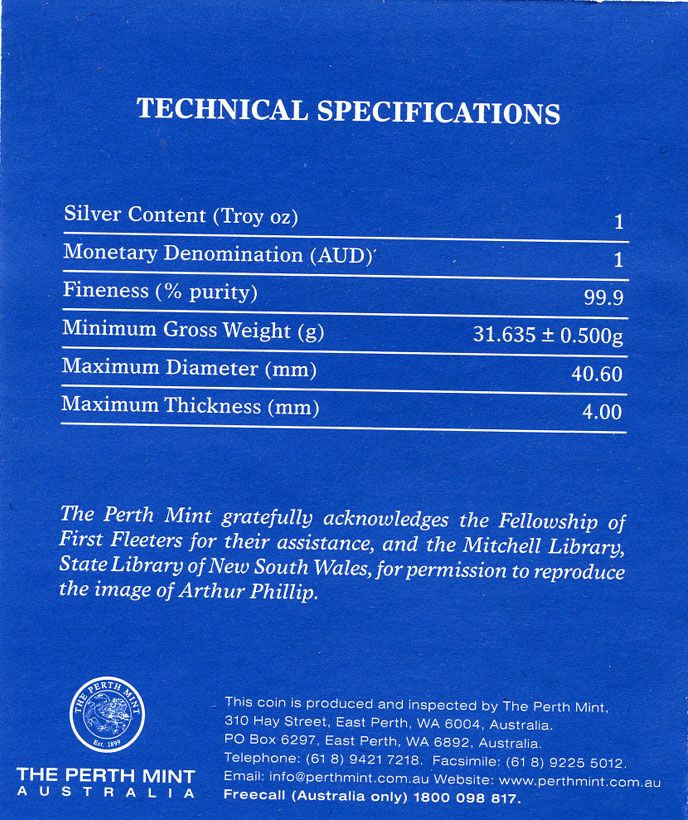 TECHNICAL SPECIFICATIONS
Silver Content (Troy oz) 1
Monetary Denomination (AUD) 1
Fineness (% purity) 99.9
Minimum Gross Weight (g) 31.635 ± 0.500g
Maximum Diameter (mm) 40.60
Maximum Thickness (mm) 4.00
The Perth Mint gratefully acknowledges the Fellowship of
First Fleeters for their assistance, and the Mitchell Library,
State Library of New South Wales, for permission to reproduce
the image of Arthur Phillip.
THE PERTH MINT
Est. 1899
THE PERTH MINT
AUSTRALIA
This coin is produced and inspected by The Perth Mint,
310 Hay Street, East Perth, WA 6004, Australia.
PO Box 6297, East Perth, WA 6892, Australia.
Telephone: (61 8) 9421 7218. Facsimile: (61 8) 9225 5012.
Email: info@perthmint.com.au Website: www.perthmint.com.au
Freecall (Australia only) 1800 098 817.